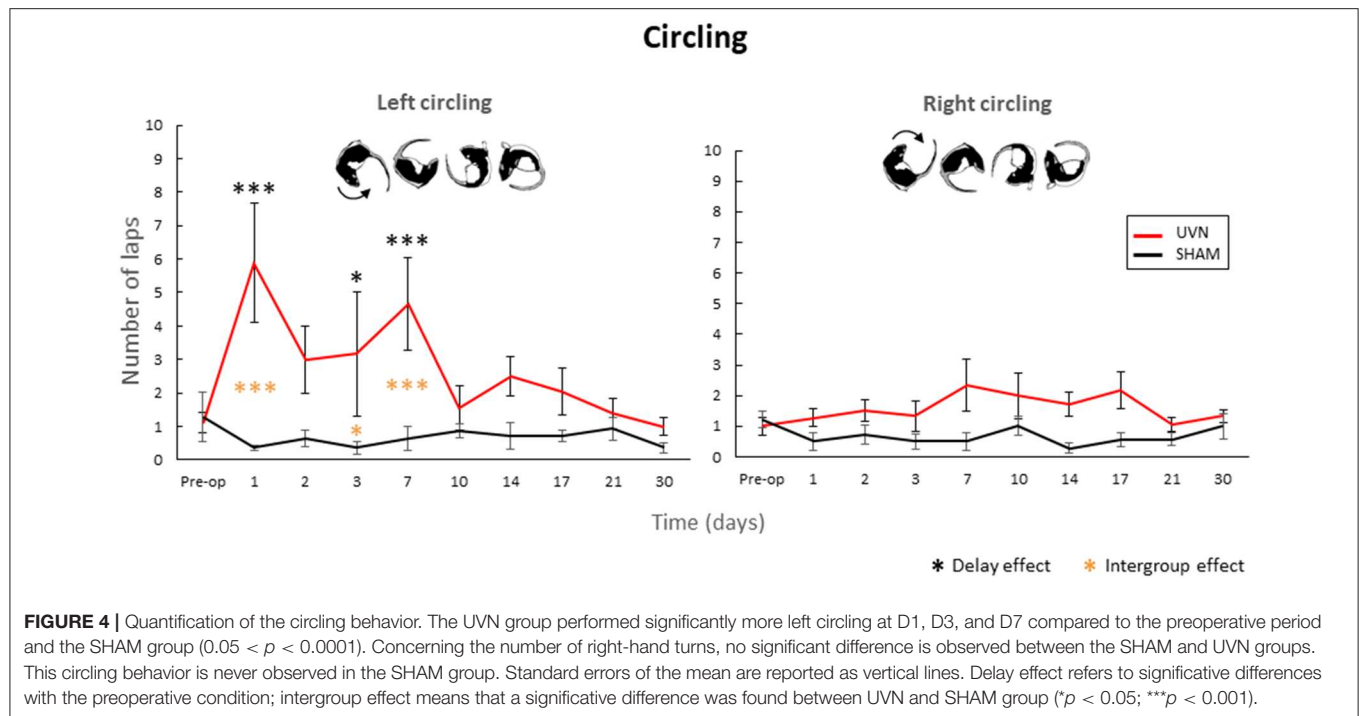 Circling
Left circling
Right circling
10
9
8
7
6
5
4
3
2
1
0
Number of laps
***
***
*
***
***
*
Pre-op 1 2 3 7 10 14 17 21 30
10
9
8
7
6
5
4
3
2
1
0
UVN
SHAM
Pre-op 1 2 3 7 10 14 17 21 30
Time (days)
* Delay effect * Intergroup effect
FIGURE 4 | Quantification of the circling behavior. The UVN group performed significantly more left circling at D1, D3, and D7 compared to the preoperative period
and the SHAM group (0.05 < p < 0.0001). Concerning the number of right-hand turns, no significant difference is observed between the SHAM and UVN groups.
This circling behavior is never observed in the SHAM group. Standard errors of the mean are reported as vertical lines. Delay effect refers to significative differences
with the preoperative condition; intergroup effect means that a significative difference was found between UVN and SHAM group (*p < 0.05; ***p < 0.001).